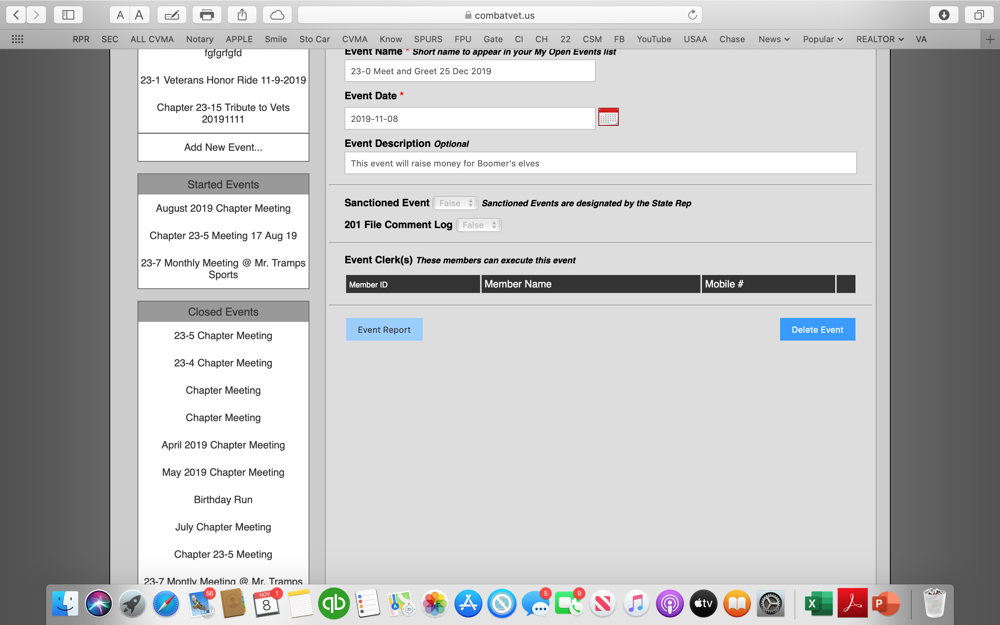 A A
combatvet.us
RPR SEC ALL CVMA Notary APPLE Smile Sto Car CVMA Know SPURS FPU Gate CI CH 22 CSM FB YouTube USAA Chase News Popular REALTOR VA
fgfgrfgfd
23-1 Veterans Honor Ride 11-9-2019
Chapter 23-15 Tribute to Vets
20191111
Add New Event...
Started Events
August 2019 Chapter Meeting
Chapter 23-5 Meeting 17 Aug 19
23-7 Monthly Meeting @ Mr. Tramps
Sports
Closed Events
23-5 Chapter Meeting
23-4 Chapter Meeting
Chapter Meeting
Chapter Meeting
April 2019 Chapter Meeting
May 2019 Chapter Meeting
Birthday Run
July Chapter Meeting
Chapter 23-5 Meeting
23-7 Montly Meeting @ Mr. Tramps
Event Name * Short name to appear in your My Open Events list
23-0 Meet and Greet 25 Dec 2019
Event Date *
2019-11-08
Event Description Optional
This event will raise money for Boomer's elves
Sanctioned Event False Sanctioned Events are designated by the State Rep
201 File Comment Log False
Event Clerk(s) These members can execute this event
Member ID Member Name Mobile #
Event Report Delete Event
56 NOV 8 1 qb 3D 5 9 tv X P